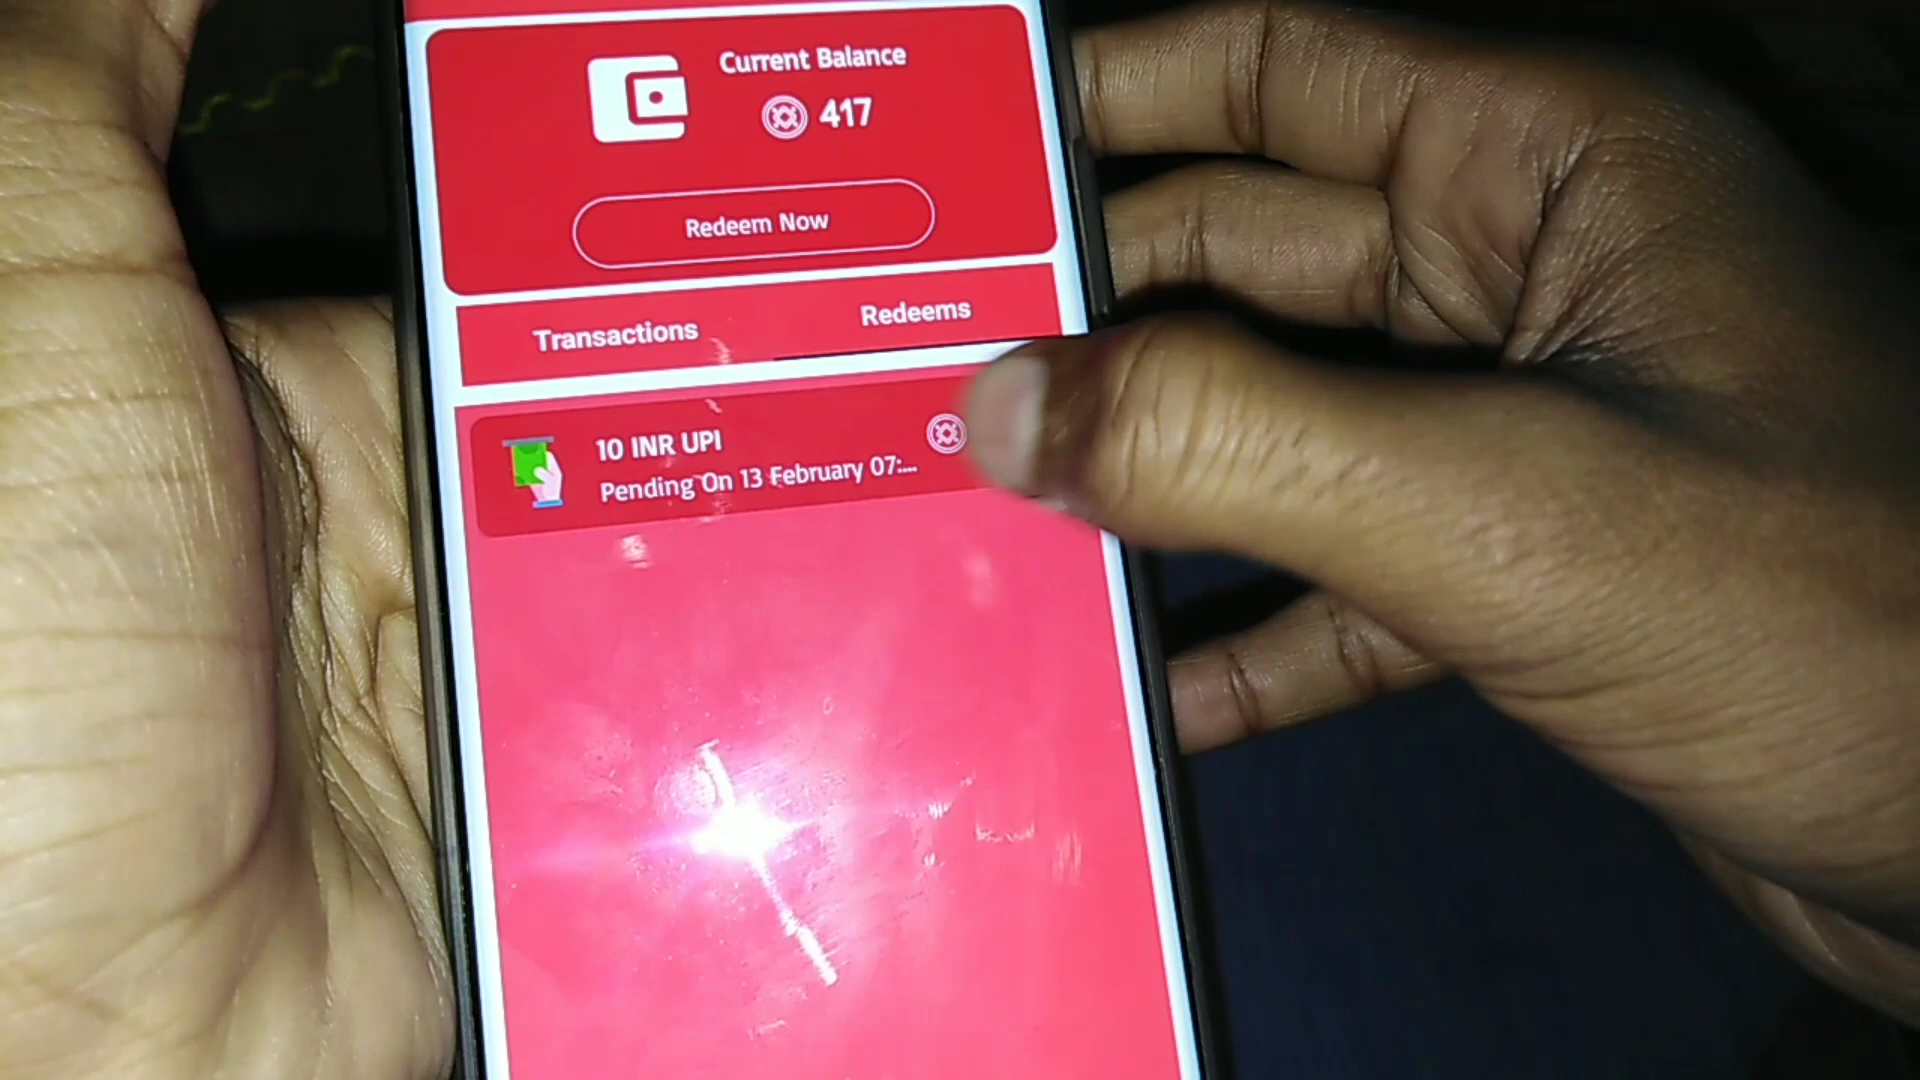 Current Balance
417
Redeem Now
Transactions
Redeems
10 INR UPI
Pending On 13 February 07:...